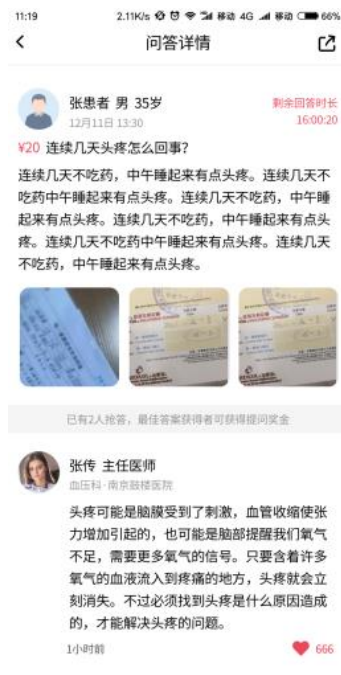 11:19 2.11K/s 移动 4G 移动 66%
问答详情
张患者 男 35岁 剩余回答时长
12月11日 13:30 16:00:20
¥20 连续几天头疼怎么回事?
连续几天不吃药，中午睡起来有点头疼。连续几天不
吃药中午睡起来有点头疼。连续几天不吃药，中午睡
起来有点头疼。连续几天不吃药，中午睡起来有点头
疼。连续几天不吃药中午睡起来有点头疼。连续几天
不吃药，中午睡起来有点头疼。
已有2人抢答，最佳答案获得者可获得提问奖金
张传 主任医师
血压科·南京鼓楼医院
头疼可能是脑膜受到了刺激，血管收缩使张
力增加引起的，也可能是脑部提醒我们氧气
不足，需要更多氧气的信号。只要含着许多
氧气的血液流入到疼痛的地方，头疼就会立
刻消失。不过必须找到头疼是什么原因造成
的，才能解决头疼的问题。
1小时前 666